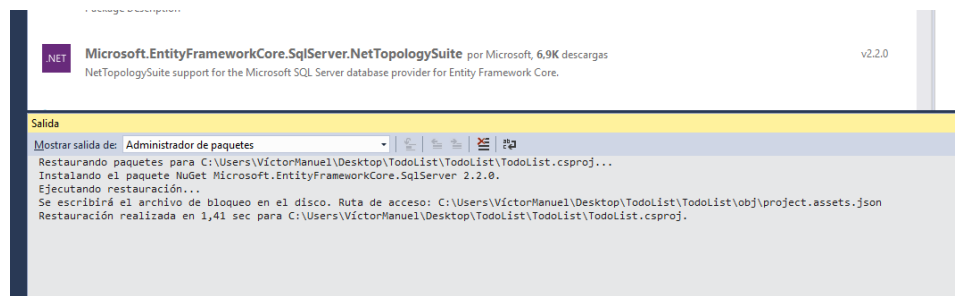 Package Description
.NET
Microsoft.EntityFrameworkCore.SqlServer.NetTopologySuite por Microsoft, 6,9K descargas v2.2.0
NetTopologySuite support for the Microsoft SQL Server database provider for Entity Framework Core.
Salida
Mostrar salida de: Administrador de paquetes
Restaurando paquetes para C:\Users\VíctorManuel\Desktop\TodoList\TodoList\TodoList.csproj...
Instalando el paquete NuGet Microsoft.EntityFrameworkCore.SqlServer 2.2.0.
Ejecutando restauración...
Se escribirá el archivo de bloqueo en el disco. Ruta de acceso: C:\Users\VíctorManuel\Desktop\TodoList\TodoList\obj\project.assets.json
Restauración realizada en 1,41 sec para C:\Users\VíctorManuel\Desktop\TodoList\TodoList\TodoList.csproj.